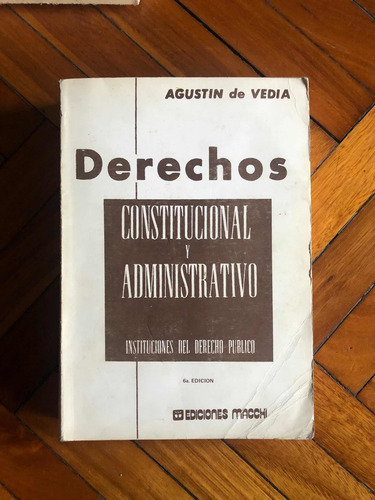 AGUSTIN de VEDIA
Derechos
CONSTITUCIONAL
Y
ADMINISTRATIVO
INSTITUCIONES DEL DERECHO PUBLICO
6a. EDICION
EDICIONES MACCHI